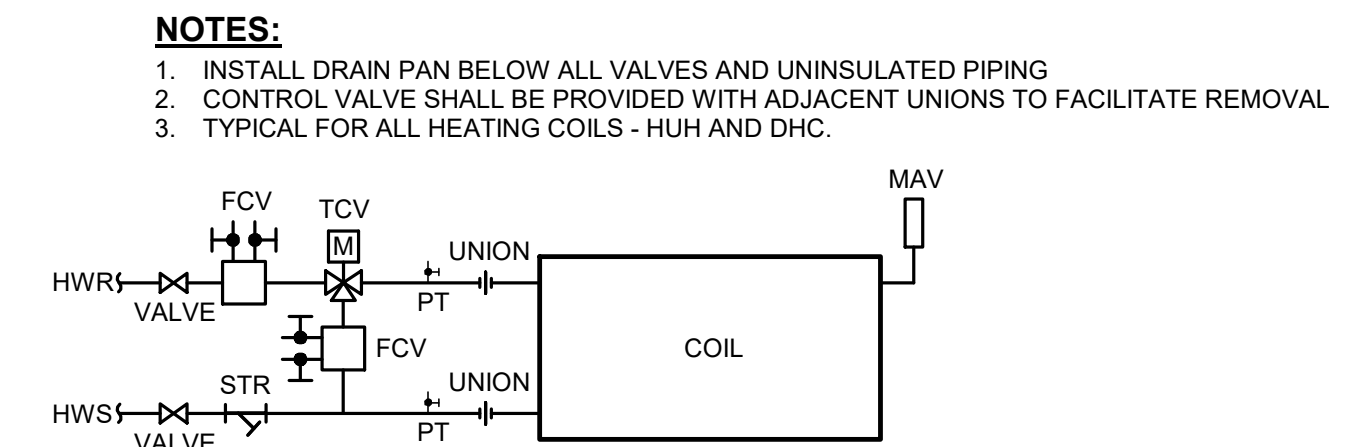 NOTES:
1. INSTALL DRAIN PAN BELOW ALL VALVES AND UNINSULATED PIPING
2. CONTROL VALVE SHALL BE PROVIDED WITH ADJACENT UNIONS TO FACILITATE REMOVAL
3. TYPICAL FOR ALL HEATING COILS - HUH AND DHC.
MAV
FCV
TCV
M
UNION
HWR
VALVE
PT
FCV
COIL
STR
UNION
HWS
VALVE
PT